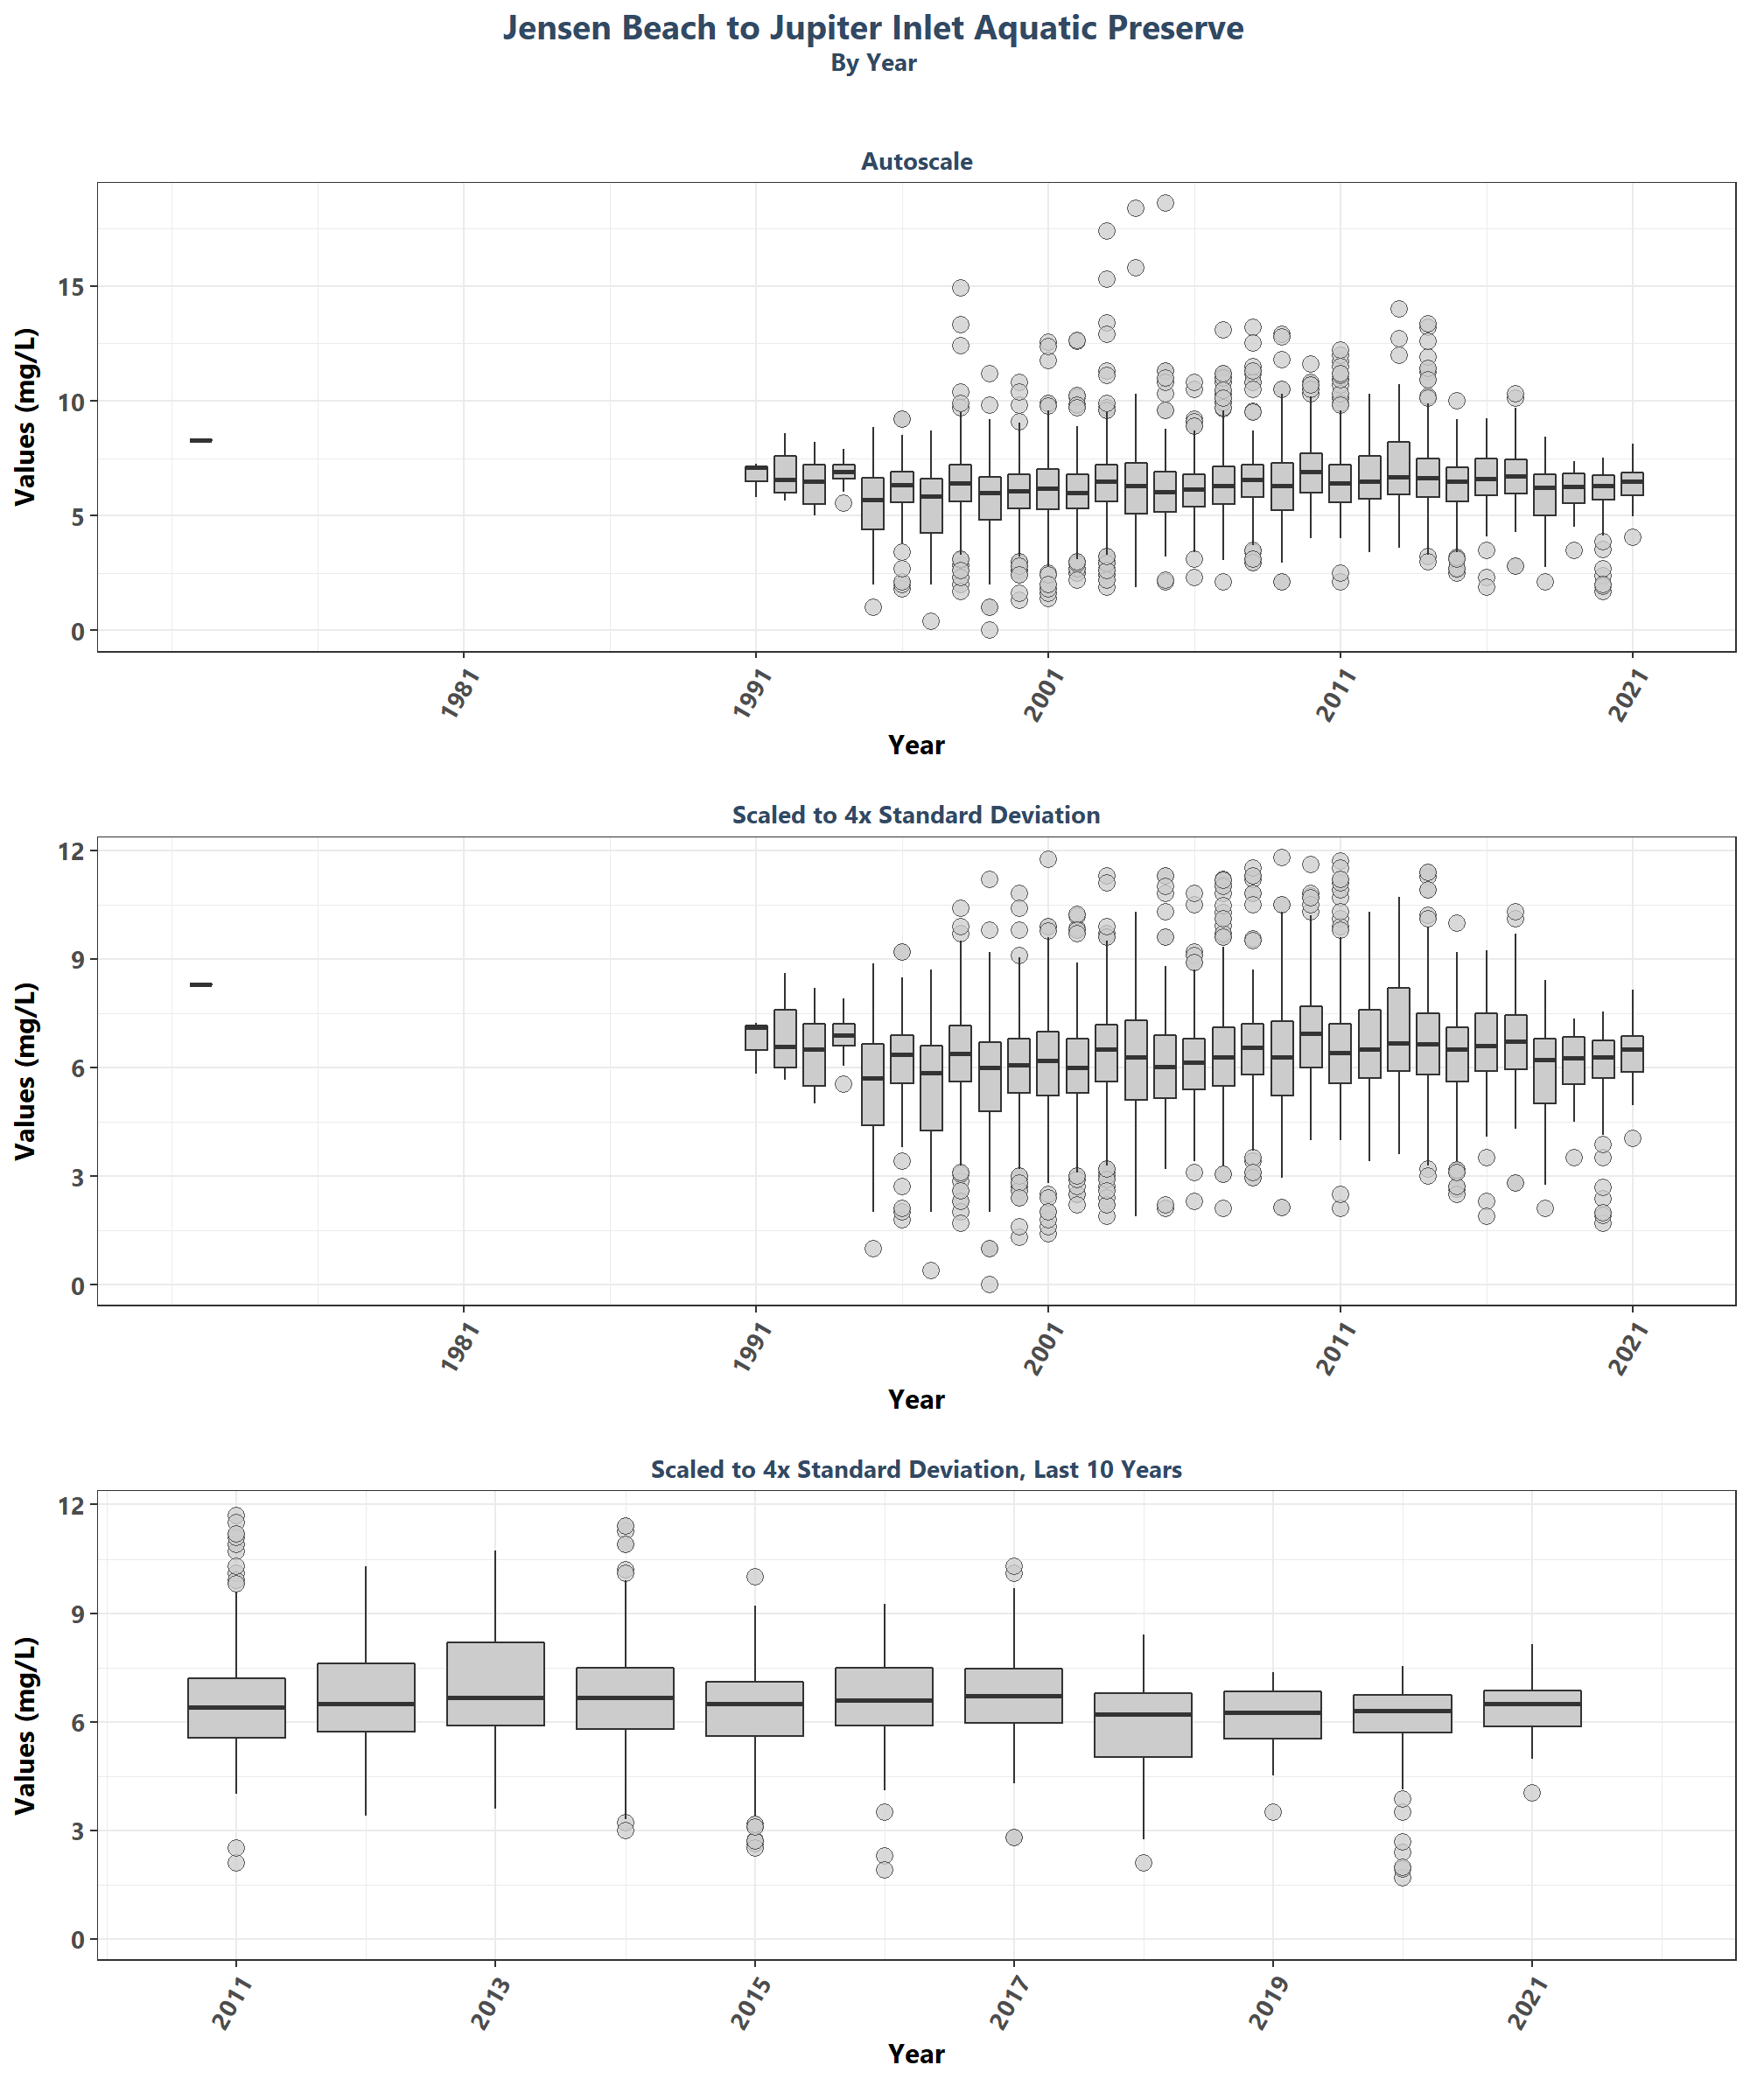 Jensen Beach to Jupiter Inlet Aquatic Preserve
By Year
Autoscale
Values (mg/L)
15
10
5
0
1981
1991
2001
2011
2021
Year
Scaled to 4x Standard Deviation
Values (mg/L)
12
9
6
3
0
1981
1991
2001
2011
2021
Year
Scaled to 4x Standard Deviation, Last 10 Years
Values (mg/L)
12
9
6
3
0
2011
2013
2015
2017
2019
2021
Year